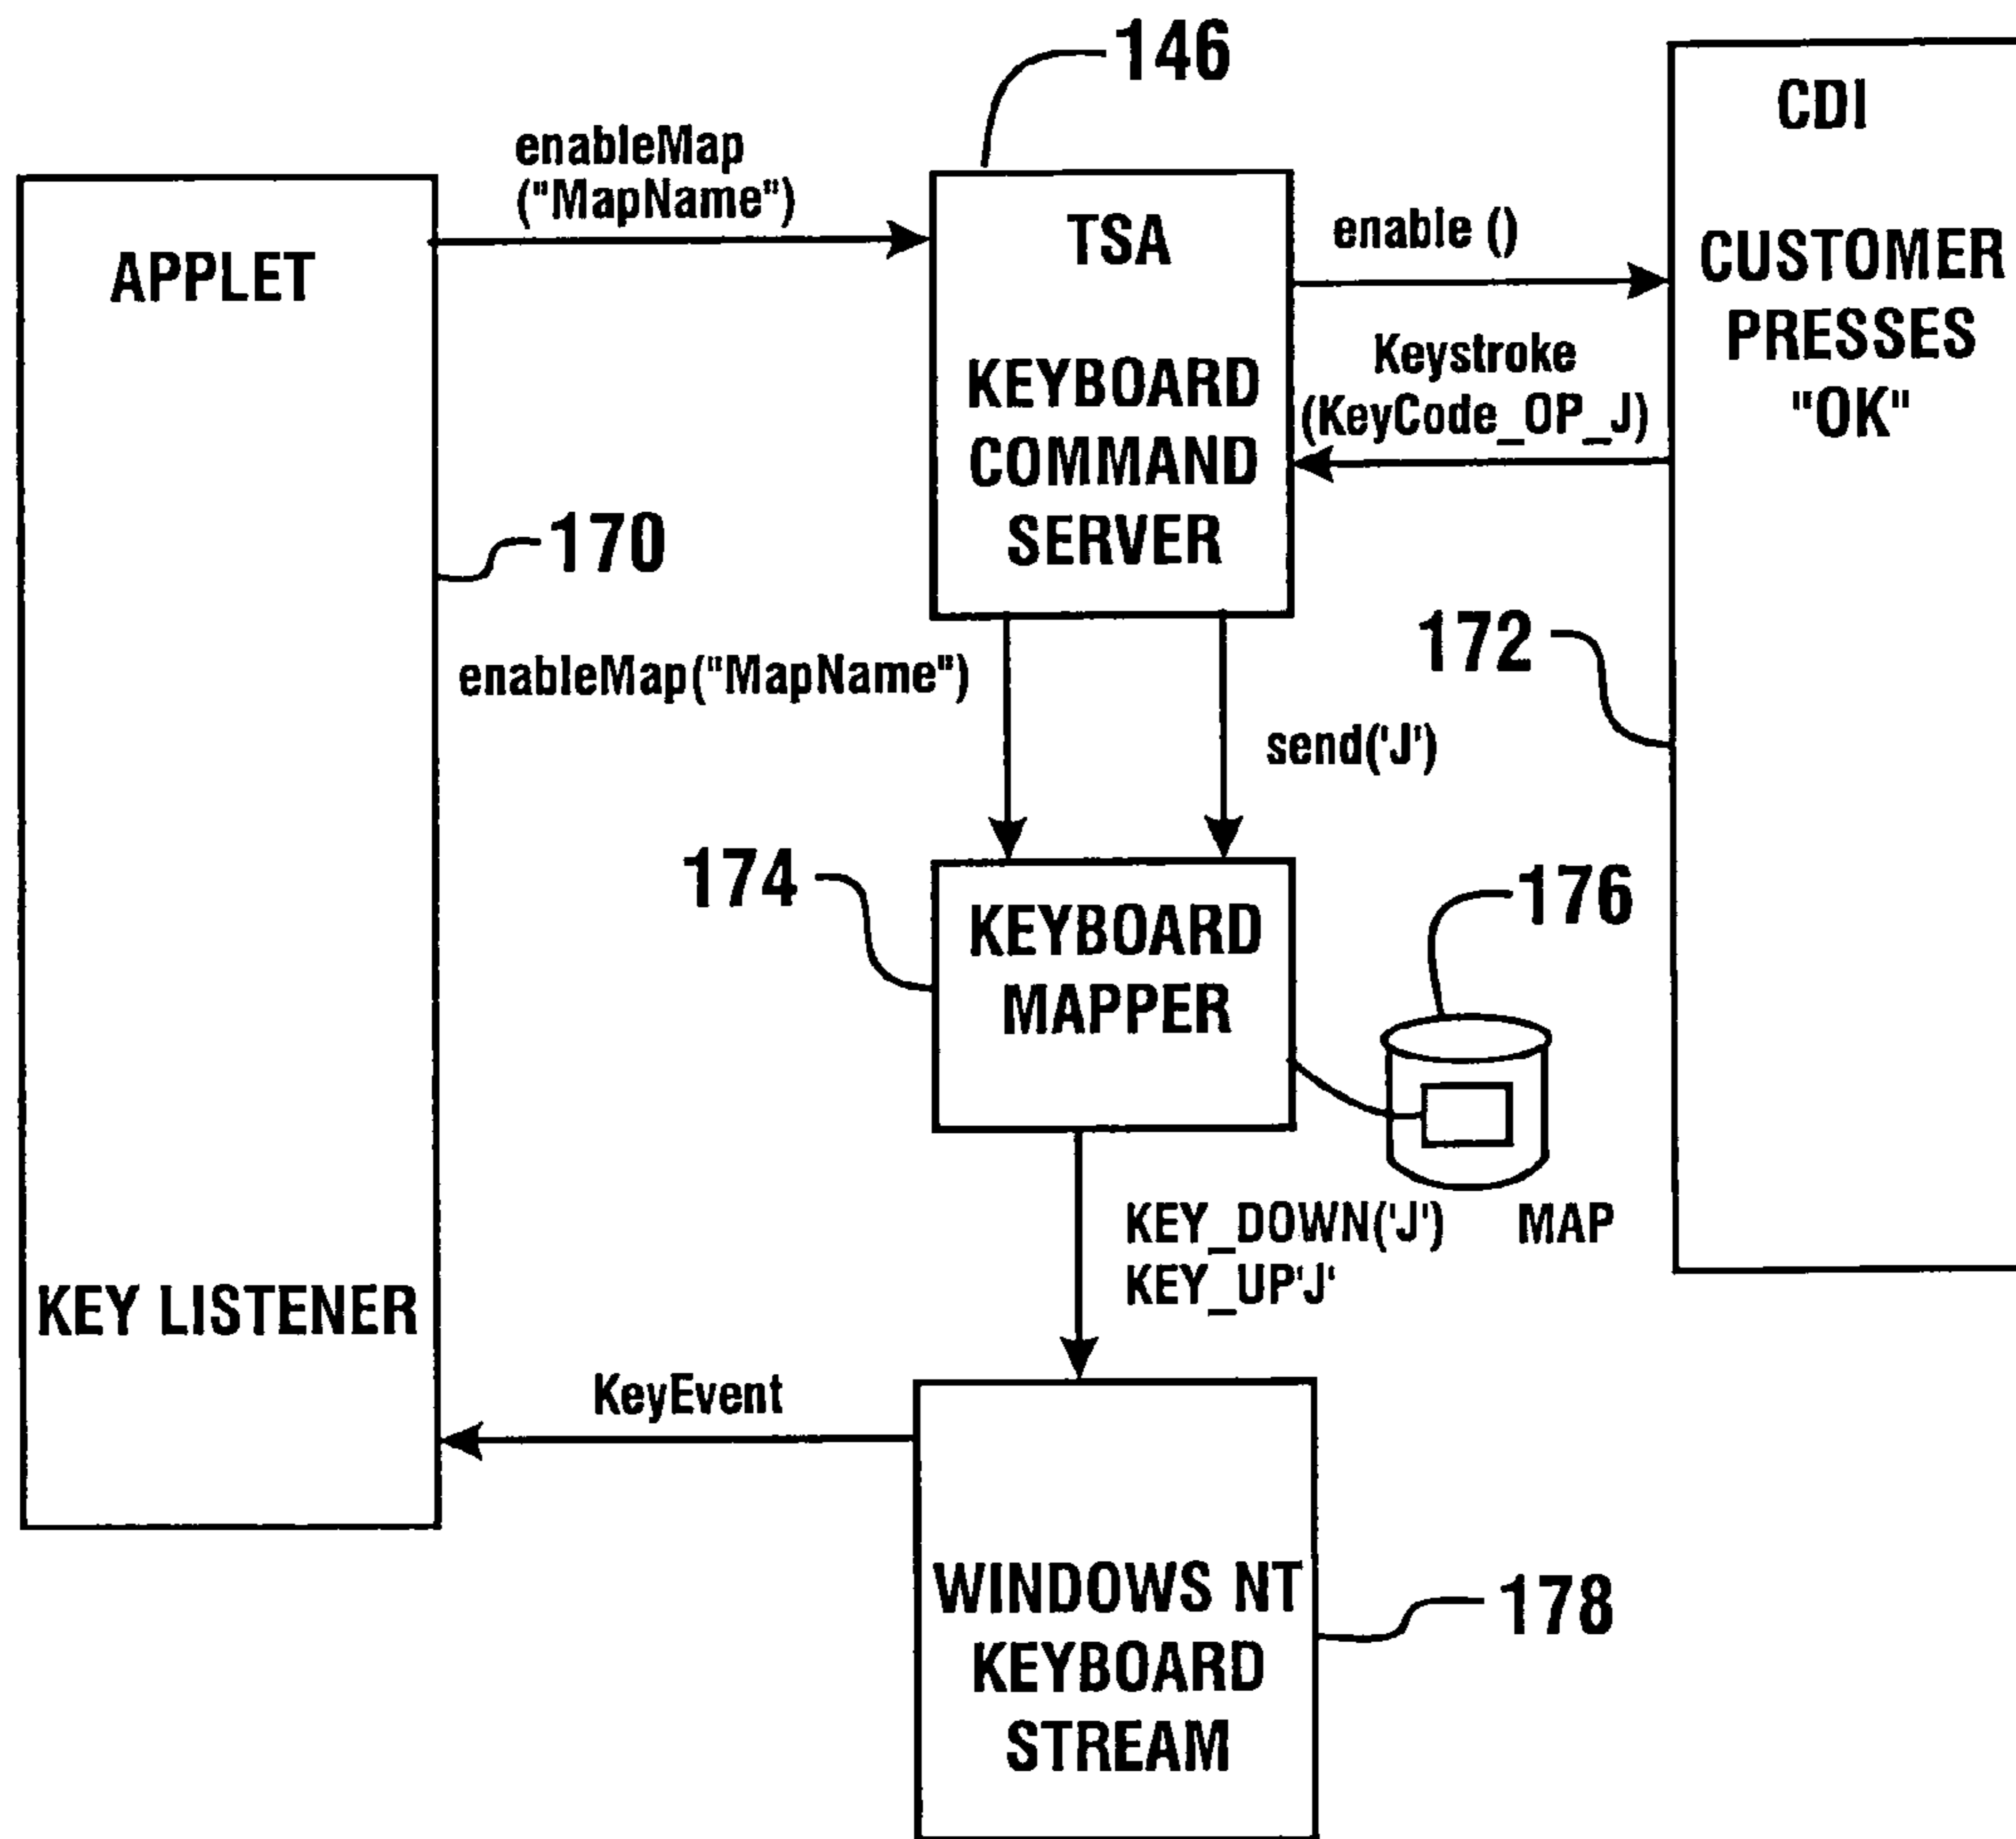 146
CDI
enableMap
("MapName")
APPLET
TSA
enable ()
CUSTOMER
PRESSES
"OK"
Keystroke
(KeyCode_OP_J)
KEYBOARD
COMMAND
SERVER
170
172
enableMap("MapName")
send('J')
174
176
KEYBOARD
MAPPER
KEY_DOWN('J')
KEY_UP'J'
MAP
KEY LISTENER
KeyEvent
WINDOWS NT
KEYBOARD
STREAM
178